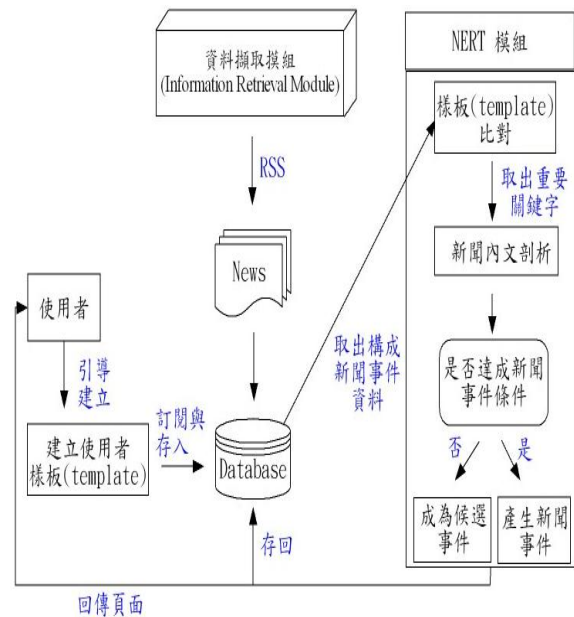 資料擷取摸組
(Information Retrieval Module)
RSS
News
使用者
引導
建立
建立使用者
樣板(template)
訂閱與
存入
Database
取出構成
新聞事件
資料
NERT 模組
樣板(template)
比對
取出重要
關鍵字
新聞內文剖析
是否達成新聞
事件條件
否
是
成為候選
事件
產生新聞
事件
存回
回傳頁面